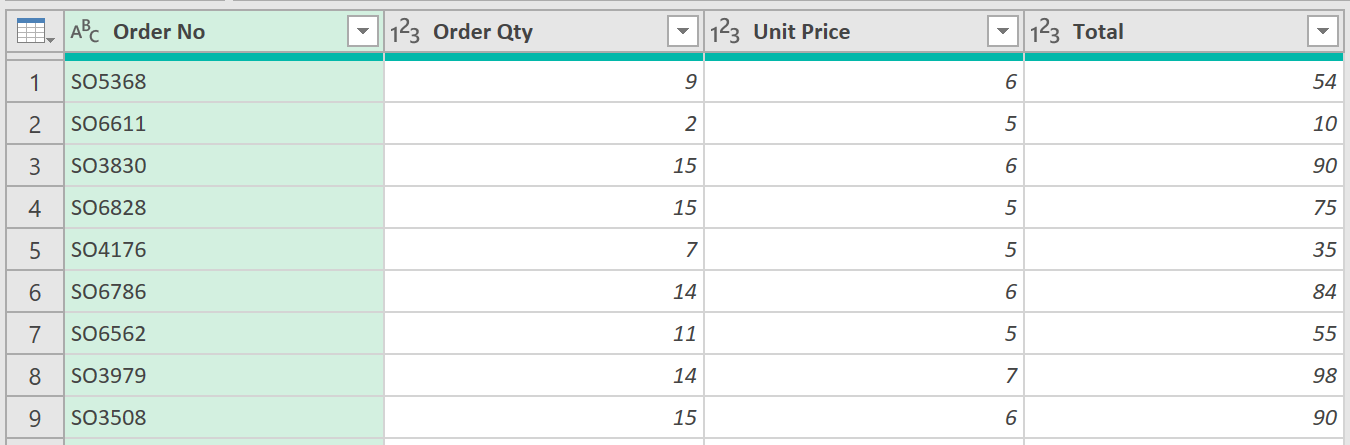 ABC Order No 123 Order Qty 123 Unit Price 123 Total
1 SO5368 9 6 54
2 SO6611 2 5 10
3 SO3830 15 6 90
4 SO6828 15 5 75
5 SO4176 7 5 35
6 SO6786 14 6 84
7 SO6562 11 5 55
8 SO3979 14 7 98
9 SO3508 15 6 90